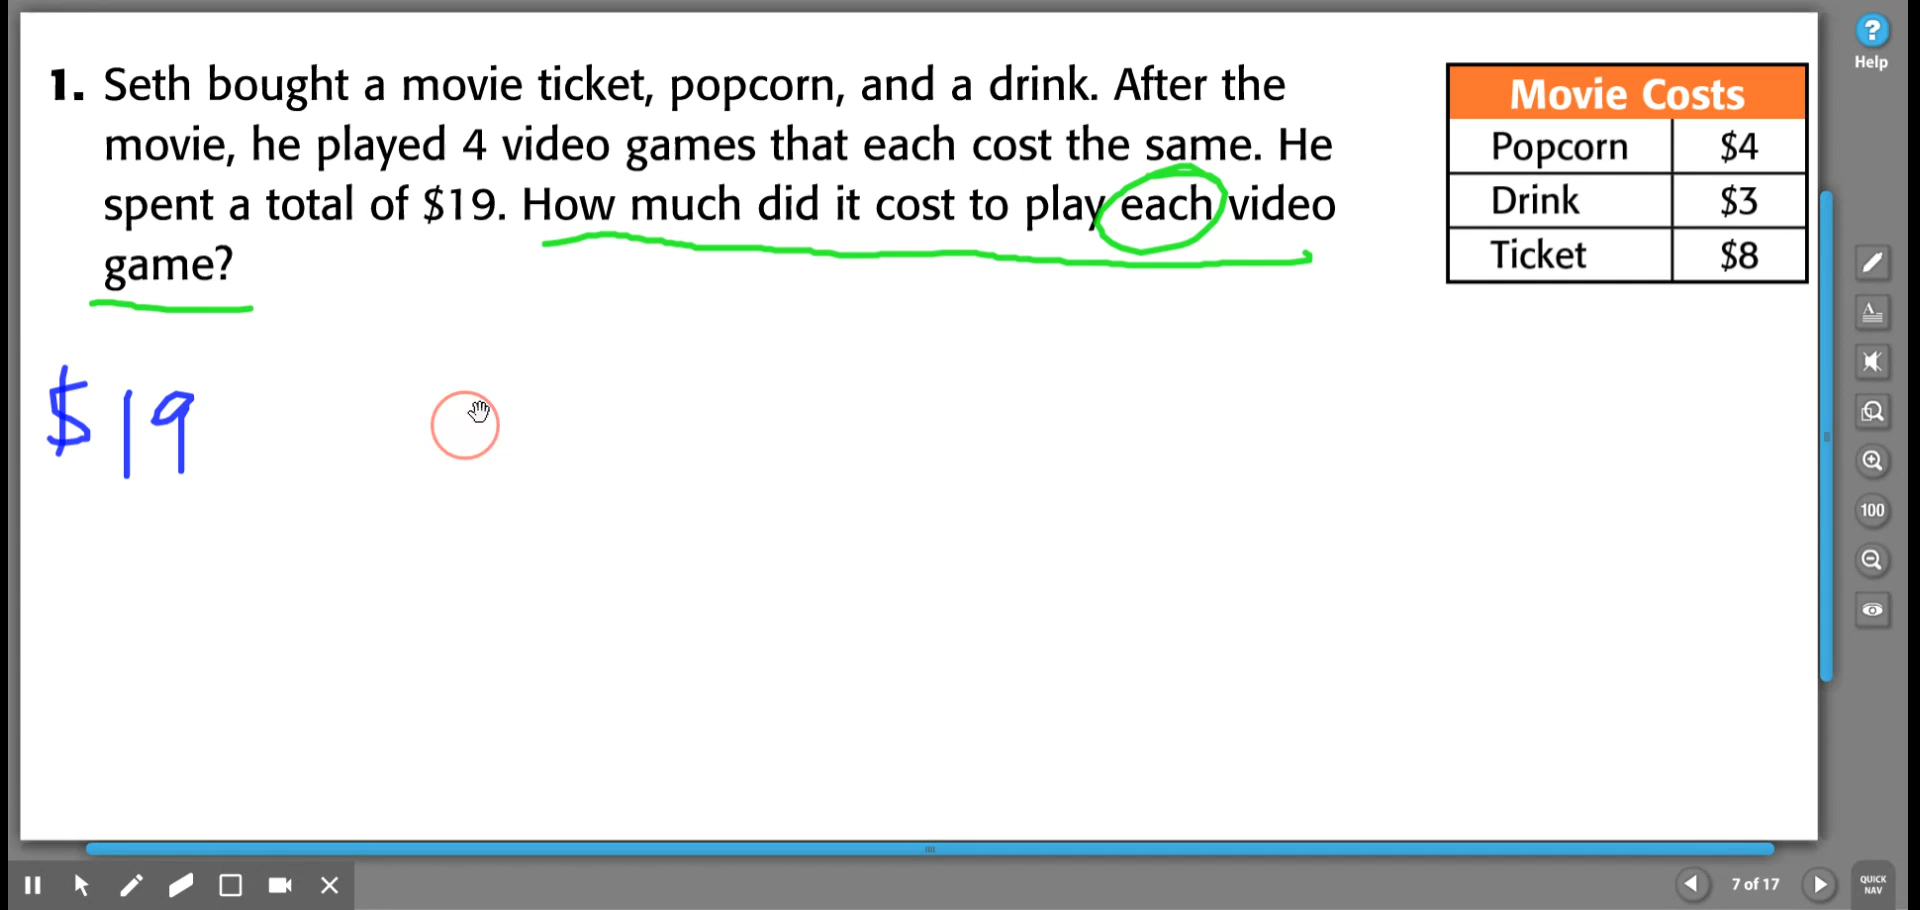 1. Seth bought a movie ticket, popcorn, and a drink. After the
movie, he played 4 video games that each cost the same. He
spent a total of $19. How much did it cost to play each video
game?
Movie Costs
Popcorn $4
Drink $3
Ticket $8
$19
Help
100
7 of 17
QUICK
NAV